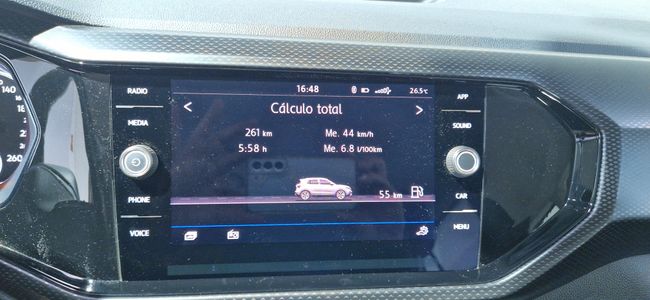 140
18
260
RADIO
MEDIA
PHONE
VOICE
16:48 26.5°C
< Cálculo total >
261 km Me. 44 km/h
5:58 h Me. 6.8 l/100km
55 km
APP
SOUND
CAR
MENU